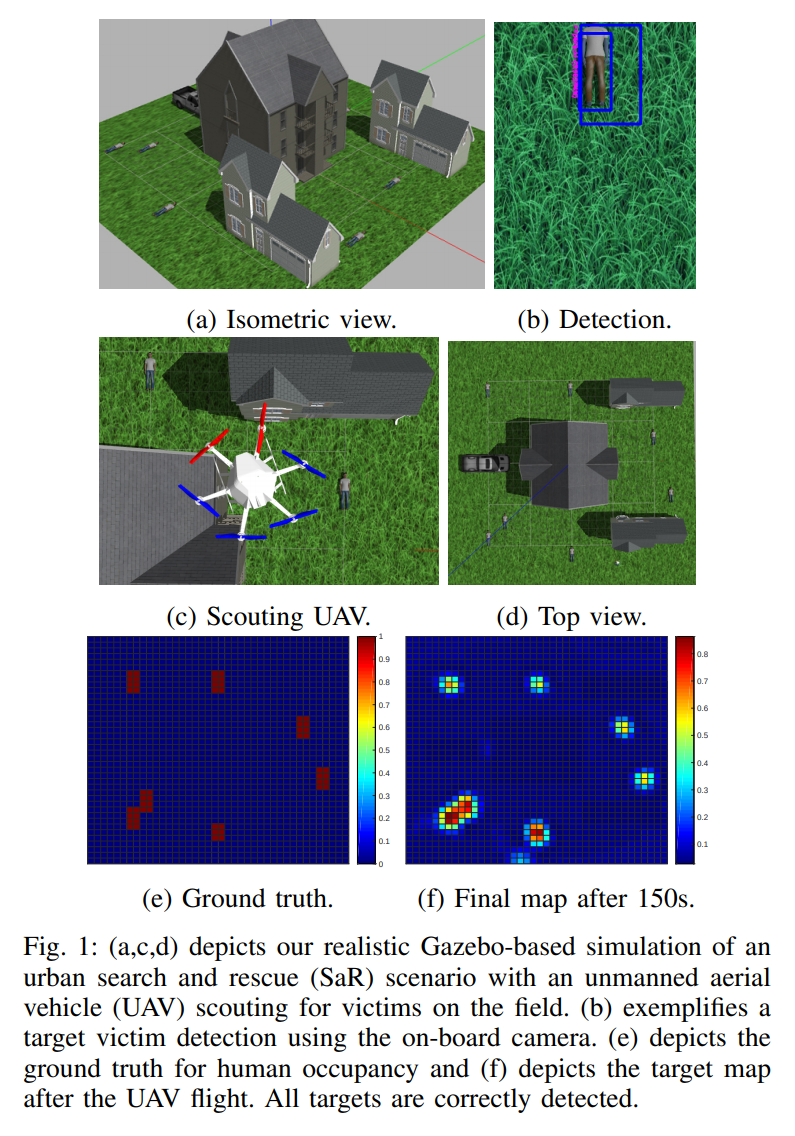 (a) Isometric view.
(b) Detection.
(c) Scouting UAV.
(d) Top view.
1
0.9
0.8
0.7
0.6
0.5
0.4
0.3
0.2
0.1
0
0.8
0.7
0.6
0.5
0.4
0.3
0.2
0.1
(e) Ground truth.
(f) Final map after 150s.
Fig. 1: (a,c,d) depicts our realistic Gazebo-based simulation of an
urban search and rescue (SaR) scenario with an unmanned aerial
vehicle (UAV) scouting for victims on the field. (b) exemplifies a
target victim detection using the on-board camera. (e) depicts the
ground truth for human occupancy and (f) depicts the target map
after the UAV flight. All targets are correctly detected.